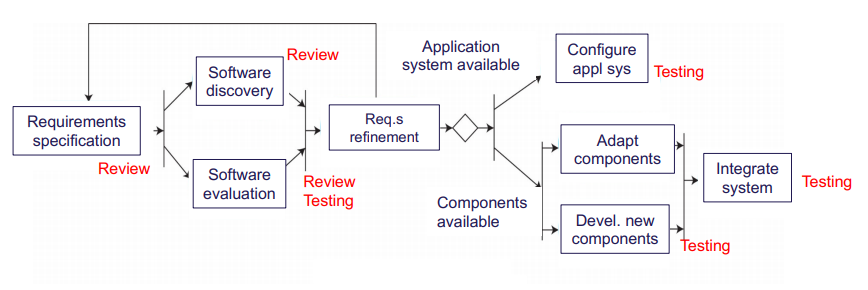 Requirements
specification
Review
Software
discovery
Review
Software
evaluation
Review
Testing
Req.s
refinement
Application
system available
Configure
appl sys
Testing
Components
available
Adapt
components
Devel. new
components
Testing
Integrate
system
Testing